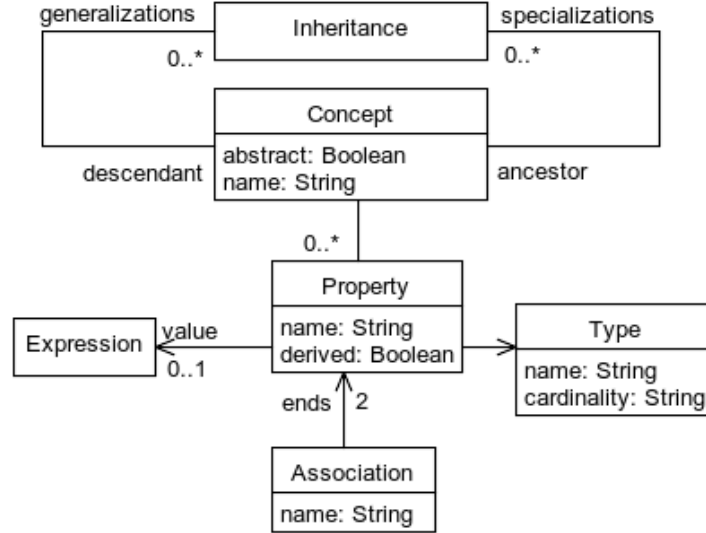 generalizations
Inheritance
specializations
0..*
0..*
Concept
abstract: Boolean
name: String
descendant
ancestor
0..*
Property
name: String
derived: Boolean
Expression
value
0..1
Type
name: String
cardinality: String
ends
2
Association
name: String